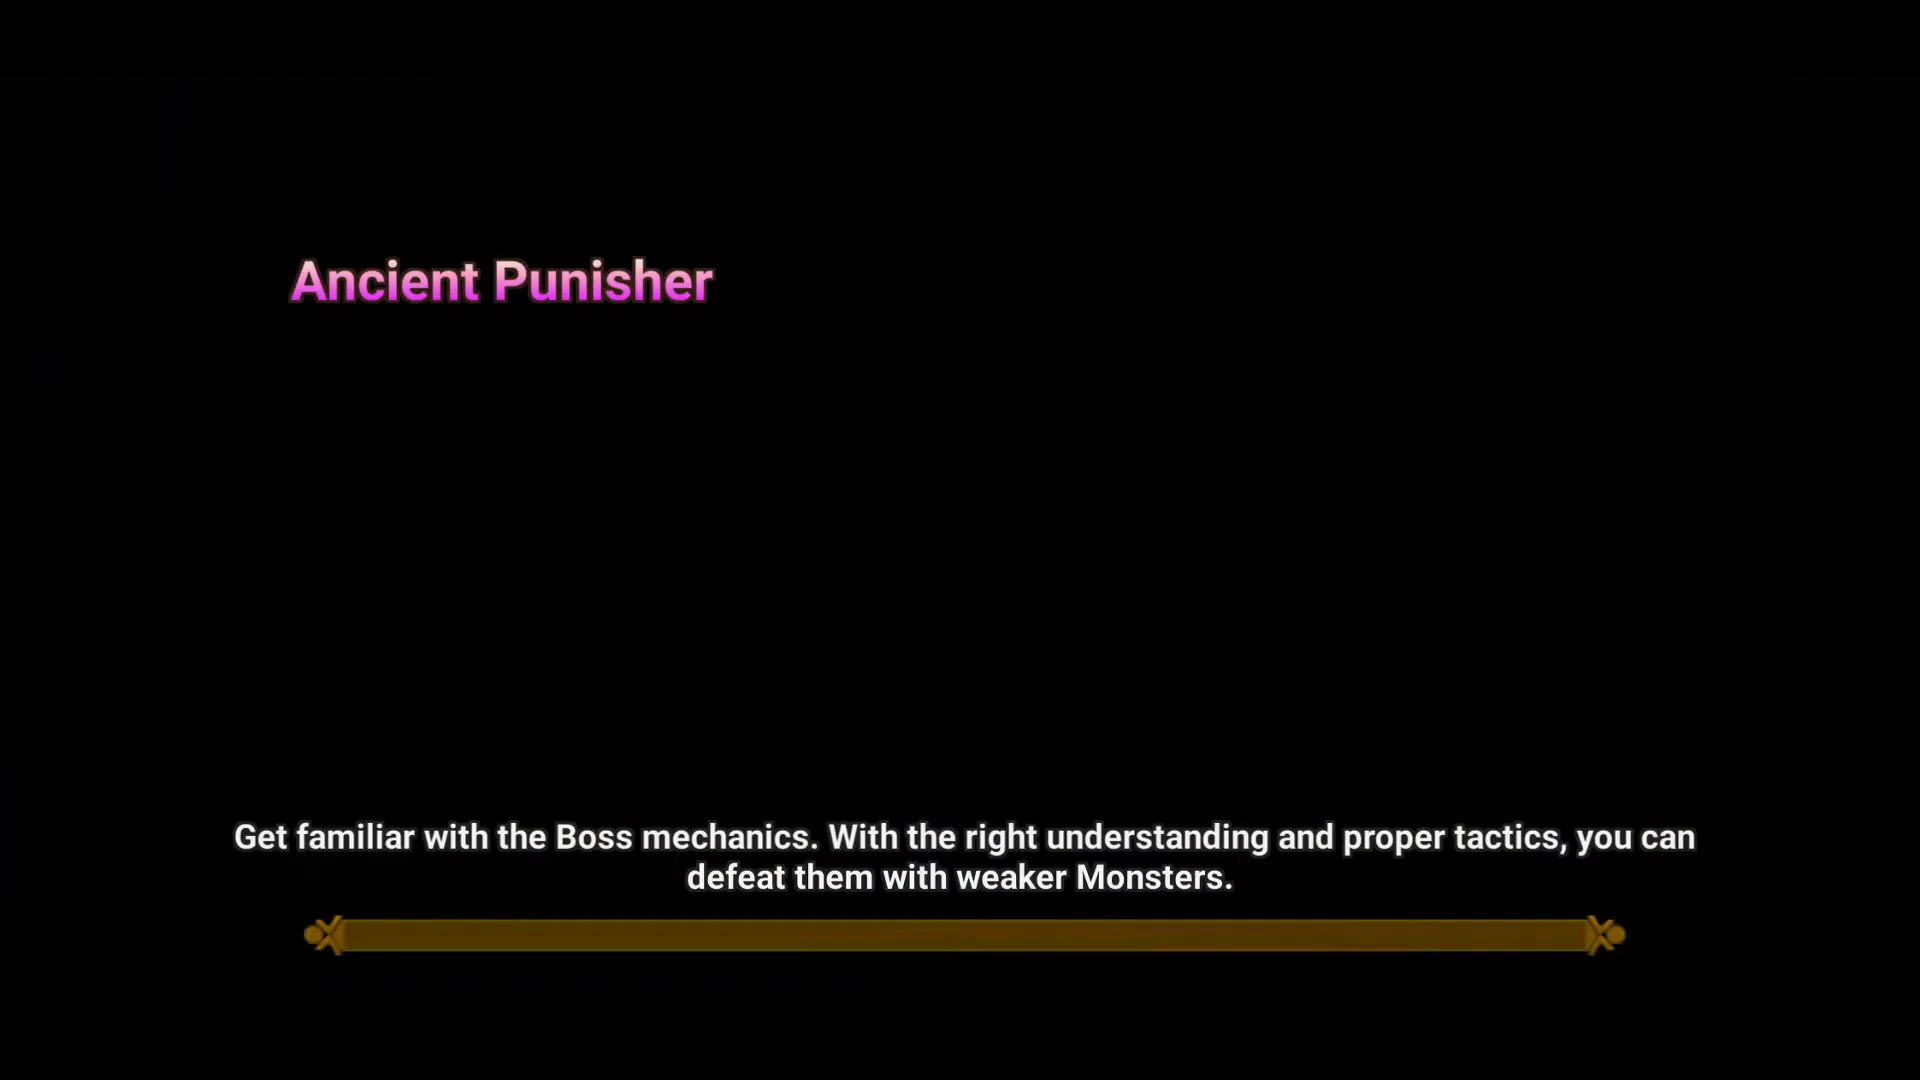 Ancient Punisher
Get familiar with the Boss mechanics. With the right understanding and proper tactics, you can
defeat them with weaker Monsters.